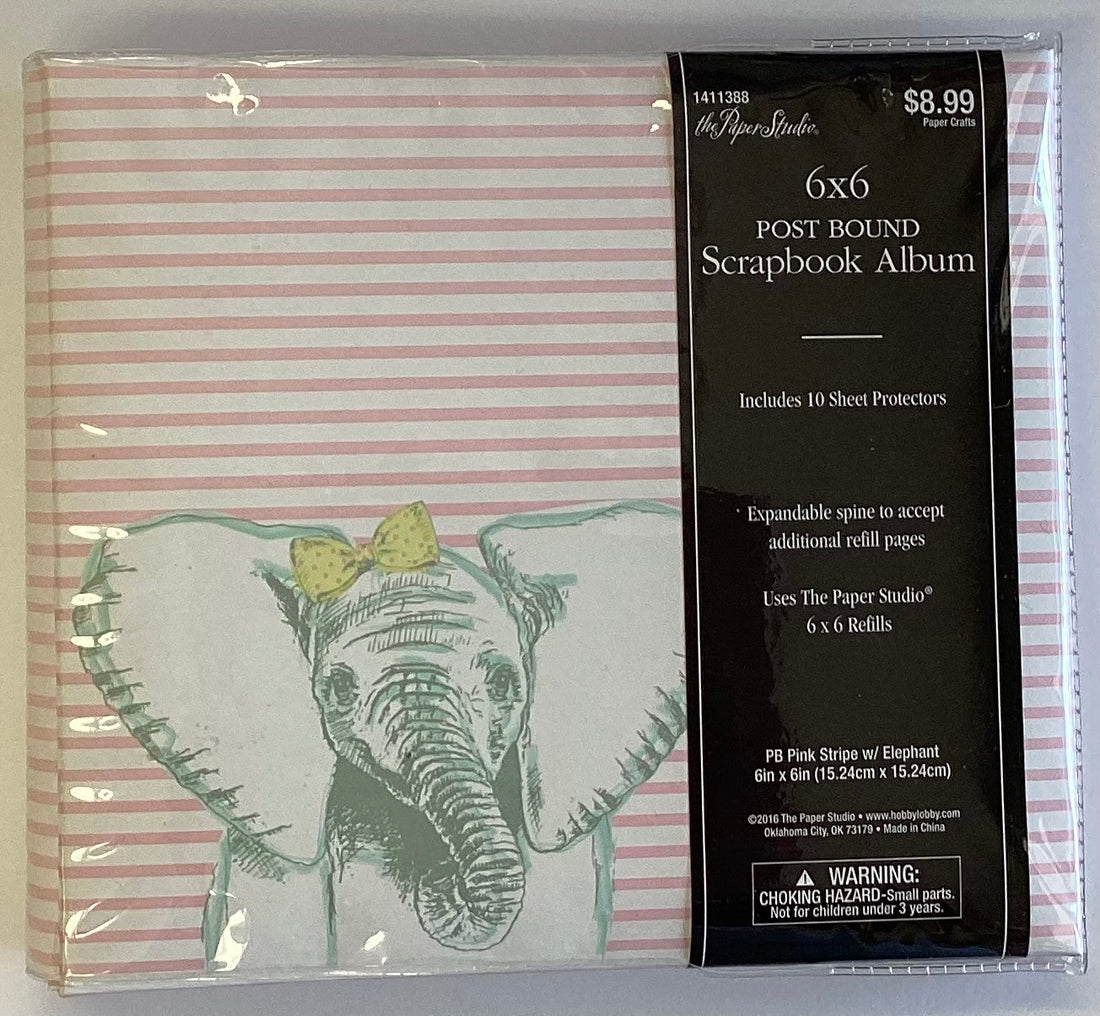 1411388
the Paper Studio®
$8.99
Paper Crafts
6x6
POST BOUND
Scrapbook Album
Includes 10 Sheet Protectors
Expandable spine to accept
additional refill pages
Uses The Paper Studio®
6 x 6 Refills
PB Pink Stripe w/ Elephant
6in x 6in (15.24cm x 15.24cm)
©2016 The Paper Studio • www.hobbylobby.com
Oklahoma City, OK 73179 • Made in China
WARNING:
CHOKING HAZARD-Small parts.
Not for children under 3 years.